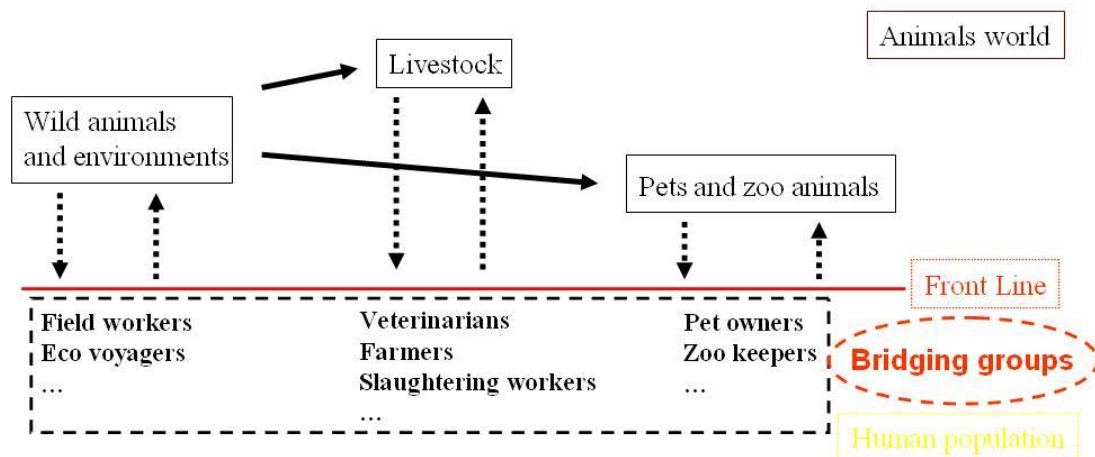 Animals world
Livestock
Wild animals
and environments
Pets and zoo animals
Front Line
Field workers
Eco voyagers
...
Veterinarians
Farmers
Slaughtering workers
...
Pet owners
Zoo keepers
...
Bridging groups
Human population